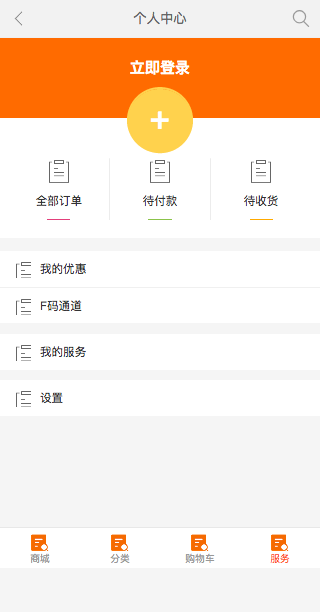 个人中心
立即登录
全部订单 待付款 待收货
我的优惠
F码通道
我的服务
设置
商城 分类 购物车 服务